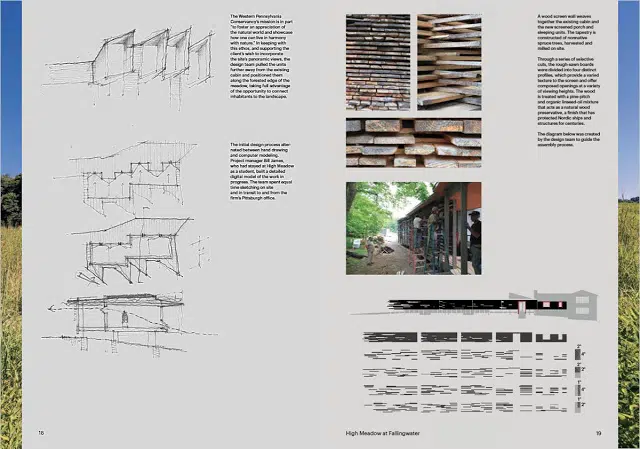 The Western Pennsylvania
Conservancy's mission is in part
"to foster an appreciation of
the natural world and showcase
how one can live in harmony
with nature." In keeping with
this ethos, and supporting the
client's wish to incorporate
the site's panoramic views, the
design team pulled the units
further away from the existing
cabin and positioned them
along the forested edge of the
meadow, taking full advantage
of the opportunity to connect
inhabitants to the landscape.
The initial design process alter-
nated between hand drawing
and computer modeling.
Project manager Bill James,
who had stayed at High Meadow
as a student, built a detailed
digital model of the work in
progress. The team spent equal
time sketching on site
and in transit to and from the
firm's Pittsburgh office.
18
A wood screen wall weaves
together the existing cabin and
the new screened porch and
sleeping units. The tapestry is
constructed of nonnative
spruce trees, harvested and
milled on site.
Through a series of selective
cuts, the rough-sawn boards
were divided into four distinct
profiles, which provide a varied
texture to the screen and offer
composed openings at a variety
of viewing heights. The wood
is treated with a pine-pitch
and organic linseed-oil mixture
that acts as a natural wood
preservative, a finish that has
protected Nordic ships and
structures for centuries.
The diagram below was created
by the design team to guide the
assembly process.
2"
4"
2"
2"
1"
4"
1"
2"
High Meadow at Fallingwater
19